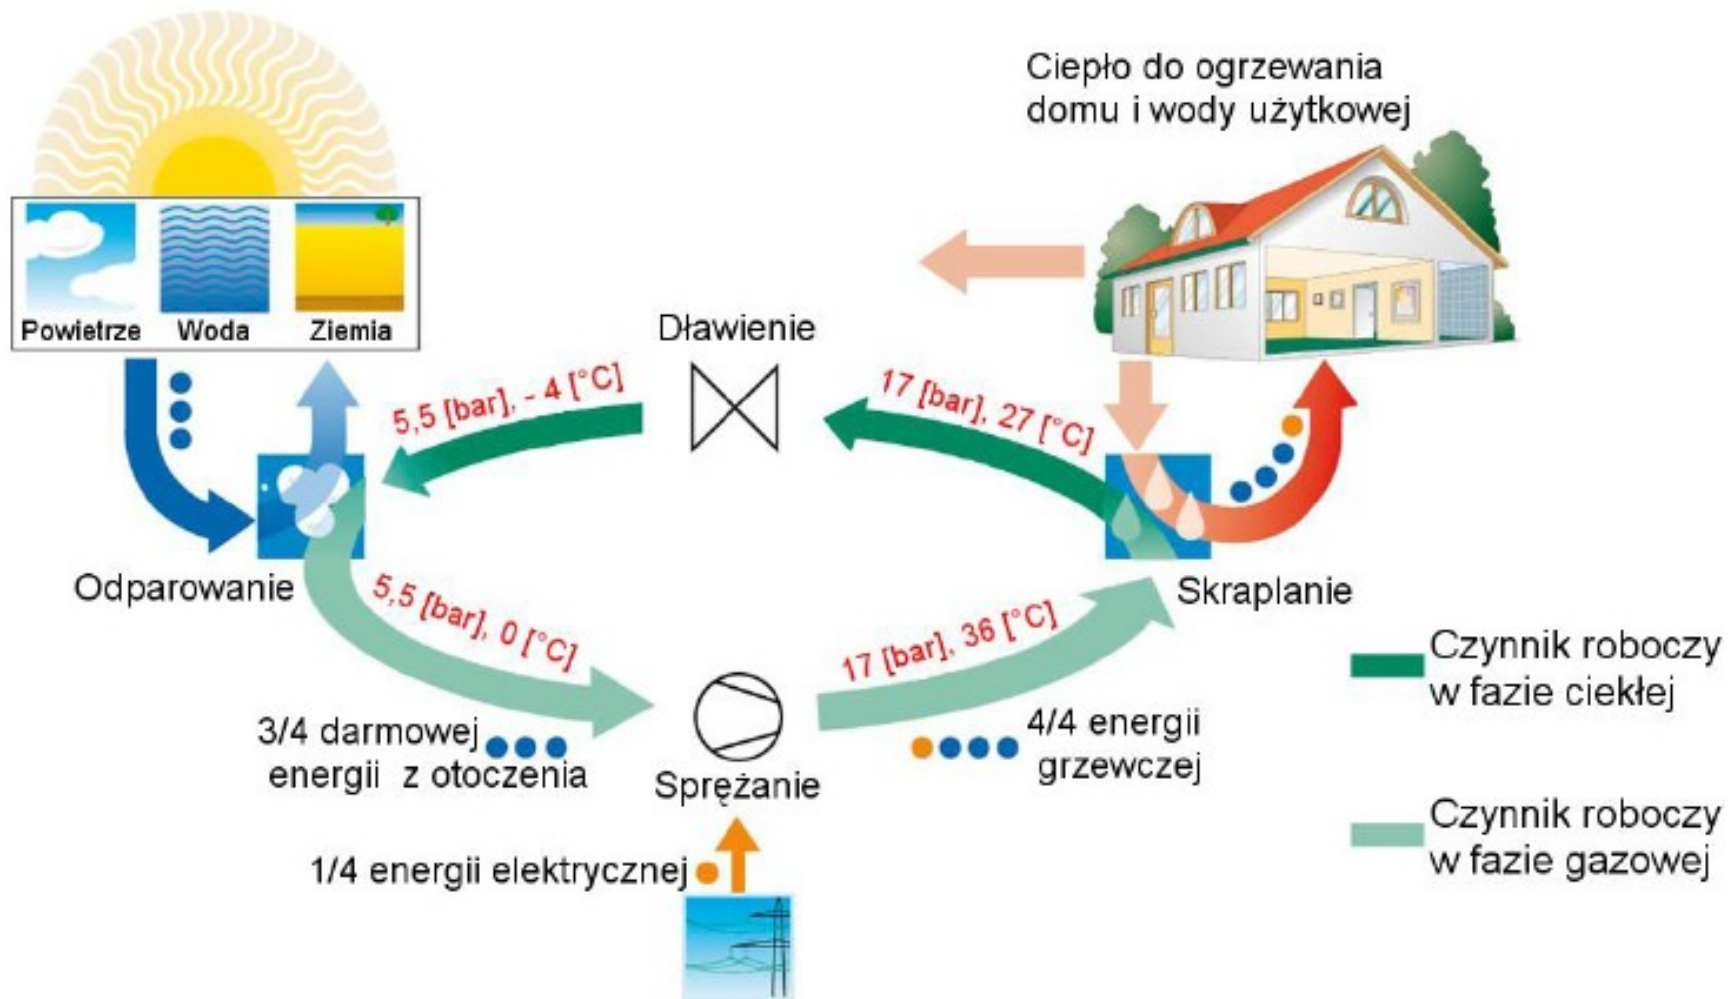 Ciepło do ogrzewania
domu i wody użytkowej
Powietrze
Woda
Ziemia
Dławienie
5,5 [bar], - 4 [°C]
17 [bar], 27 [°C]
Odparowanie
Skraplanie
5,5 [bar], 0 [°C]
17 [bar], 36 [°C]
Czynnik roboczy
w fazie ciekłej
3/4 darmowej
energii z otoczenia
Sprężanie
4/4 energii
grzewczej
Czynnik roboczy
w fazie gazowej
1/4 energii elektrycznej